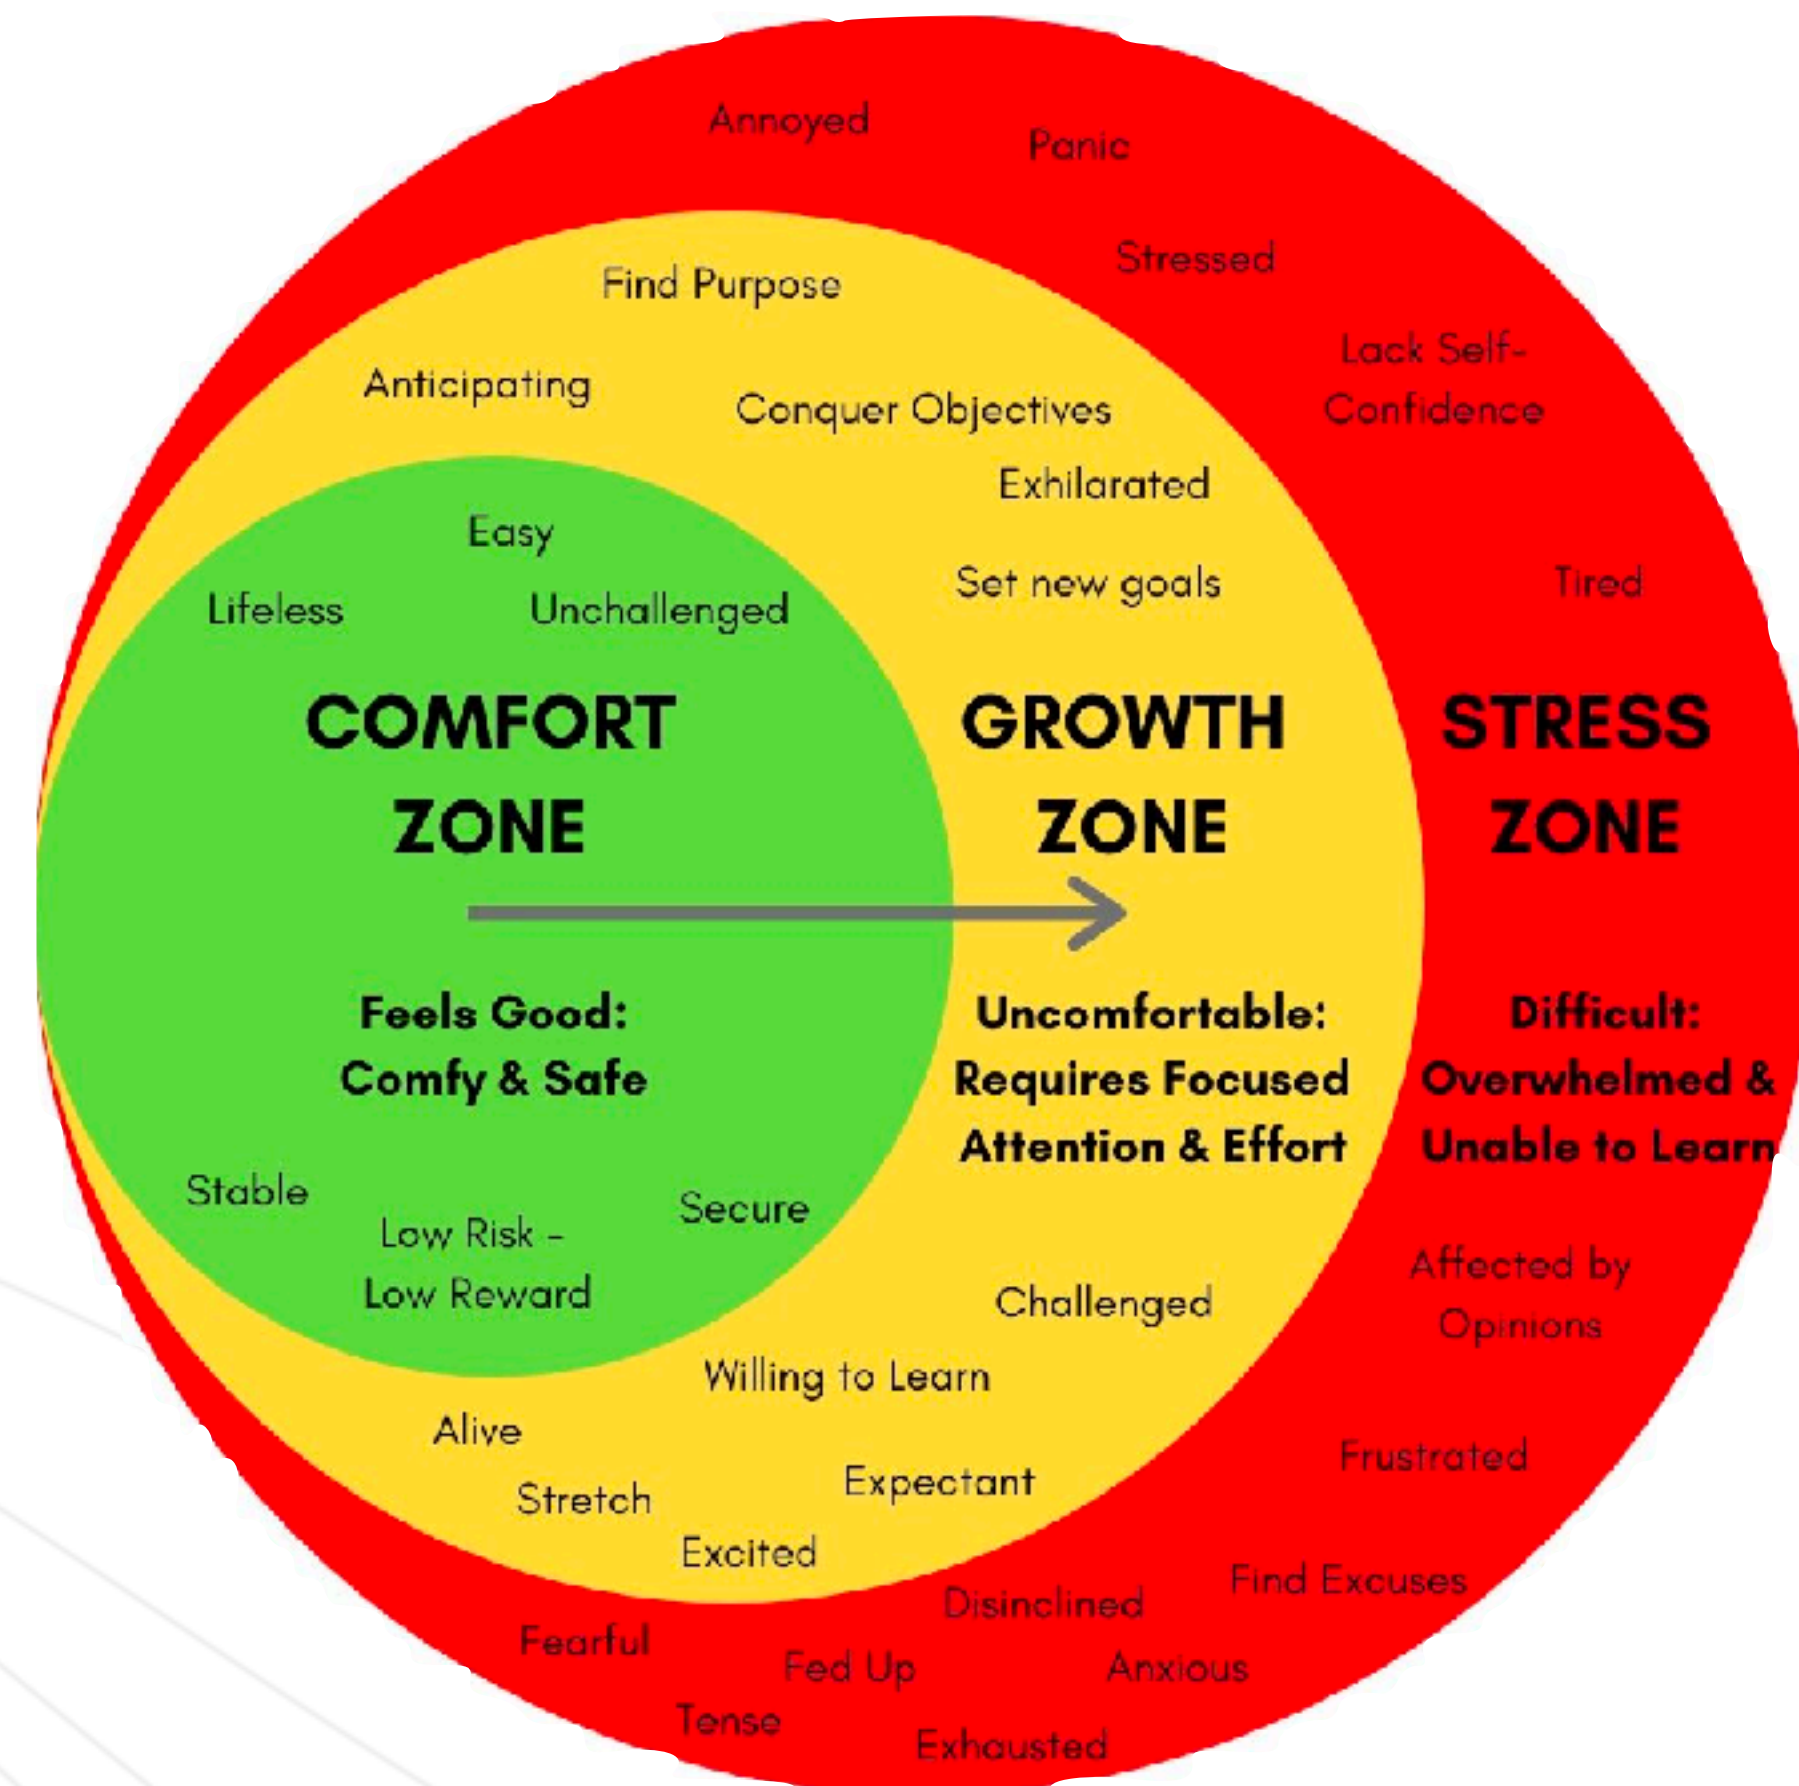 Annoyed
Panic
Stressed
Find Purpose
Lack Self-
Confidence
Anticipating
Conquer Objectives
Exhilarated
Easy
Set new goals
Tired
Lifeless
Unchallenged
COMFORT
ZONE
GROWTH
ZONE
STRESS
ZONE
Feels Good:
Comfy & Safe
Uncomfortable:
Requires Focused
Attention & Effort
Difficult:
Overwhelmed &
Unable to Learn
Stable
Low Risk -
Low Reward
Secure
Challenged
Affected by
Opinions
Willing to Learn
Alive
Frustrated
Expectant
Stretch
Excited
Find Excuses
Disinclined
Fearful
Fed Up
Anxious
Tense
Exhausted